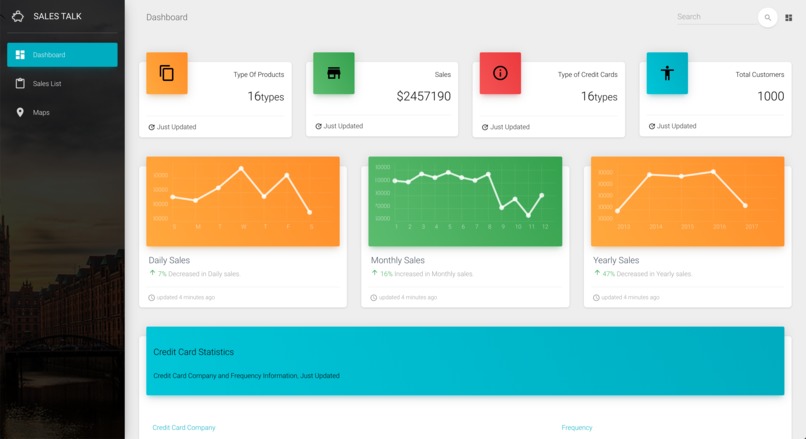 SALES TALK
Dashboard
Sales List
Maps
Dashboard
Search
Type Of Products
16types
Just Updated
Sales
$2457190
Just Updated
Type of Credit Cards
16types
Just Updated
Total Customers
1000
Just Updated
S M T W T F S
Daily Sales
7% Decreased in Daily sales.
updated 4 minutes ago
1 2 3 4 5 6 7 8 9 10 11 12
Monthly Sales
16% Increased in Monthly sales.
updated 4 minutes ago
2013 2014 2015 2016 2017
Yearly Sales
47% Decreased in Yearly sales.
updated 4 minutes ago
Credit Card Statistics
Credit Card Company and Frequency Information, Just Updated
Credit Card Company
Frequency